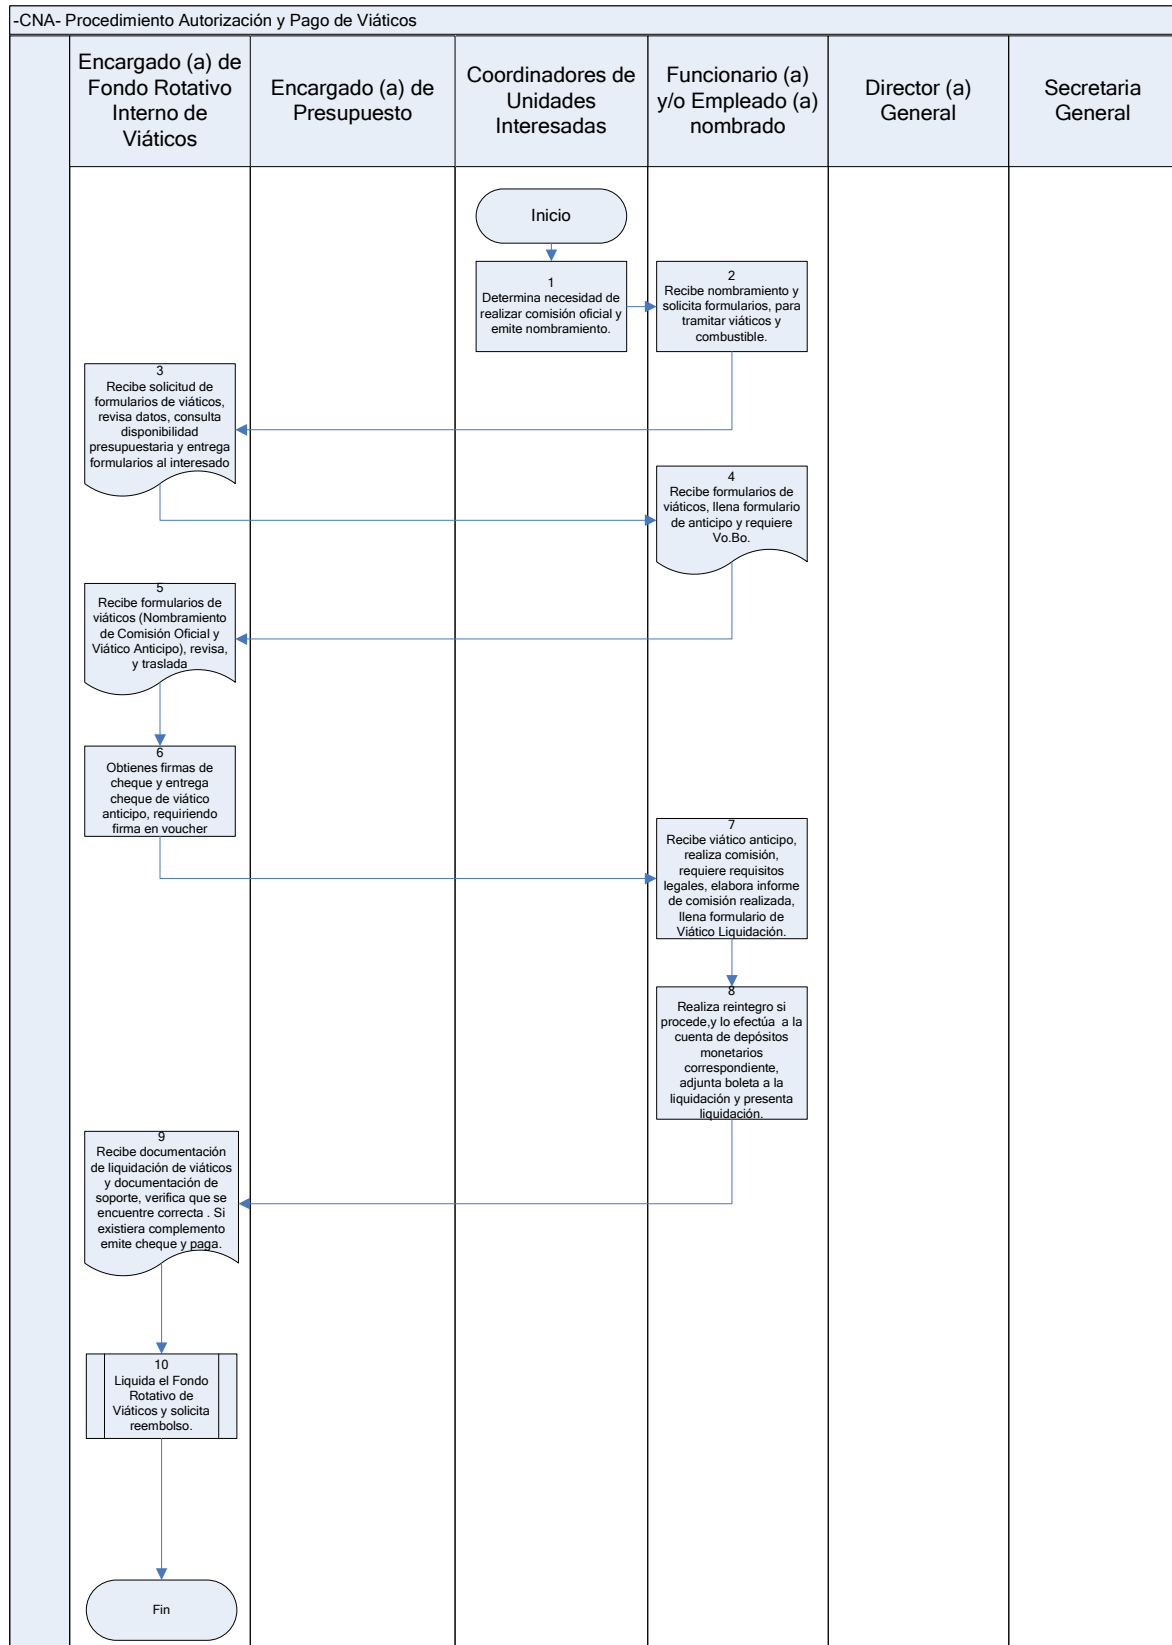 -CNA- Procedimiento Autorización y Pago de Viáticos
Encargado (a) de
Fondo Rotativo
Interno de
Viáticos
Encargado (a) de
Presupuesto
Coordinadores de
Unidades
Interesadas
Funcionario (a)
y/o Empleado (a)
nombrado
Director (a)
General
Secretaria
General
Inicio
1
Determina necesidad de
realizar comisión oficial y
emite nombramiento.
2
Recibe nombramiento y
solicita formularios, para
tramitar viáticos y
combustible.
3
Recibe solicitud de
formularios de viáticos,
revisa datos, consulta
disponibilidad
presupuestaria y entrega
formularios al interesado
4
Recibe formularios de
viáticos, llena formulario
de anticipo y requiere
Vo.Bo.
5
Recibe formularios de
viáticos (Nombramiento
de Comisión Oficial y
Viático Anticipo), revisa,
y traslada
6
Obtienes firmas de
cheque y entrega
cheque de viático
anticipo, requiriendo
firma en voucher
7
Recibe viático anticipo,
realiza comisión,
requiere requisitos
legales, elabora informe
de comisión realizada,
llena formulario de
Viático Liquidación.
8
Realiza reintegro si
procede,y lo efectúa a la
cuenta de depósitos
monetarios
correspondiente,
adjunta boleta a la
liquidación y presenta
liquidación.
9
Recibe documentación
de liquidación de viáticos
y documentación de
soporte, verifica que se
encuentre correcta . Si
existiera complemento
emite cheque y paga.
10
Liquida el Fondo
Rotativo de
Viáticos y solicita
reembolso.
Fin